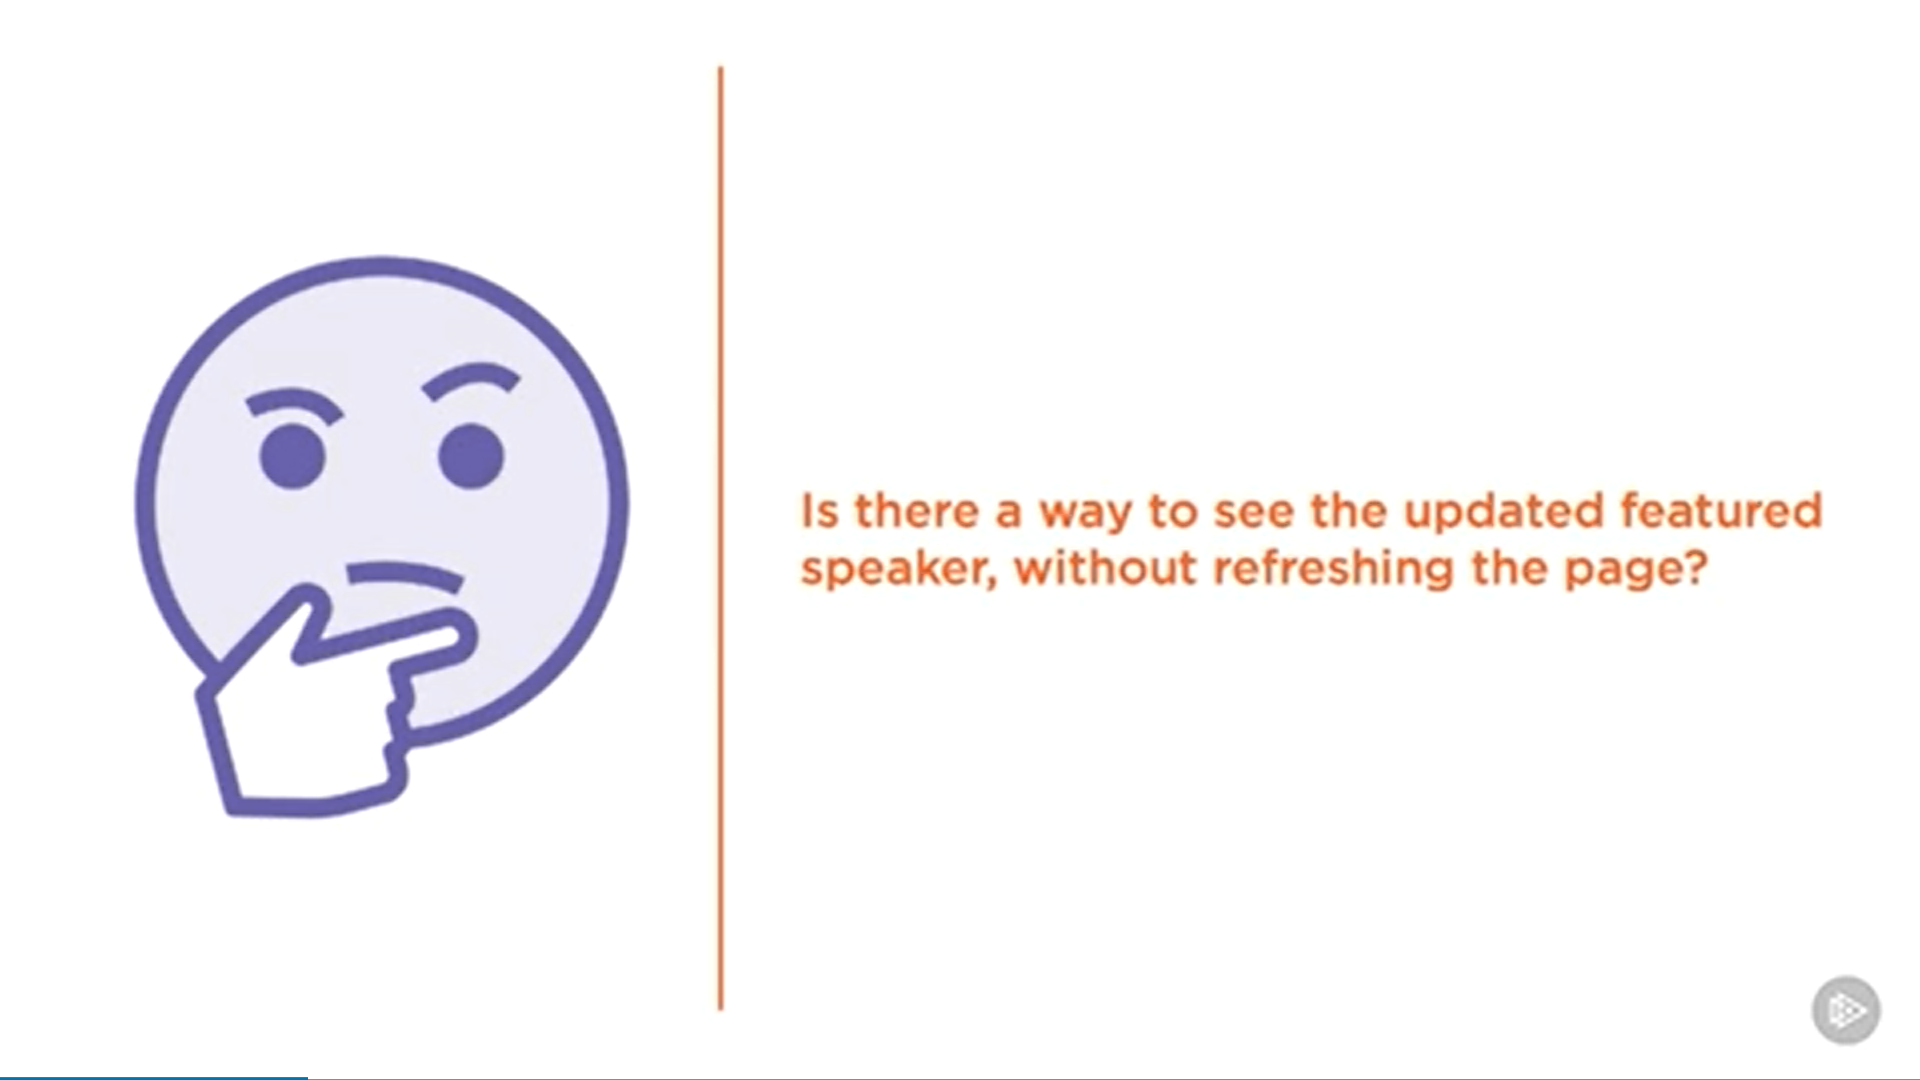 Is there a way to see the updated featured
speaker, without refreshing the page?